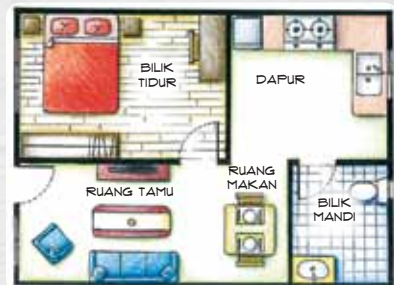 BILIK
TIDUR
DAPUR
RUANG TAMU
RUANG
MAKAN
BILIK
MANDI